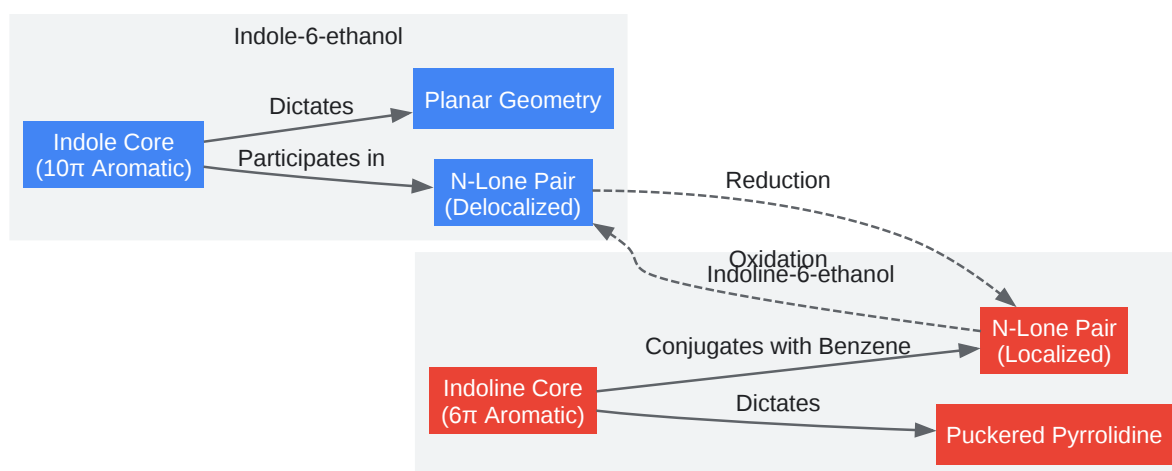 Indole-6-ethanol
Dictates
Planar Geometry
Indole Core
(10π Aromatic)
Participates in
N-Lone Pair
(Delocalized)
Reduction
Oxidation
Indoline-6-ethanol
N-Lone Pair
(Localized)
Conjugates with Benzene
Indoline Core
(6π Aromatic)
Dictates
Puckered Pyrrolidine